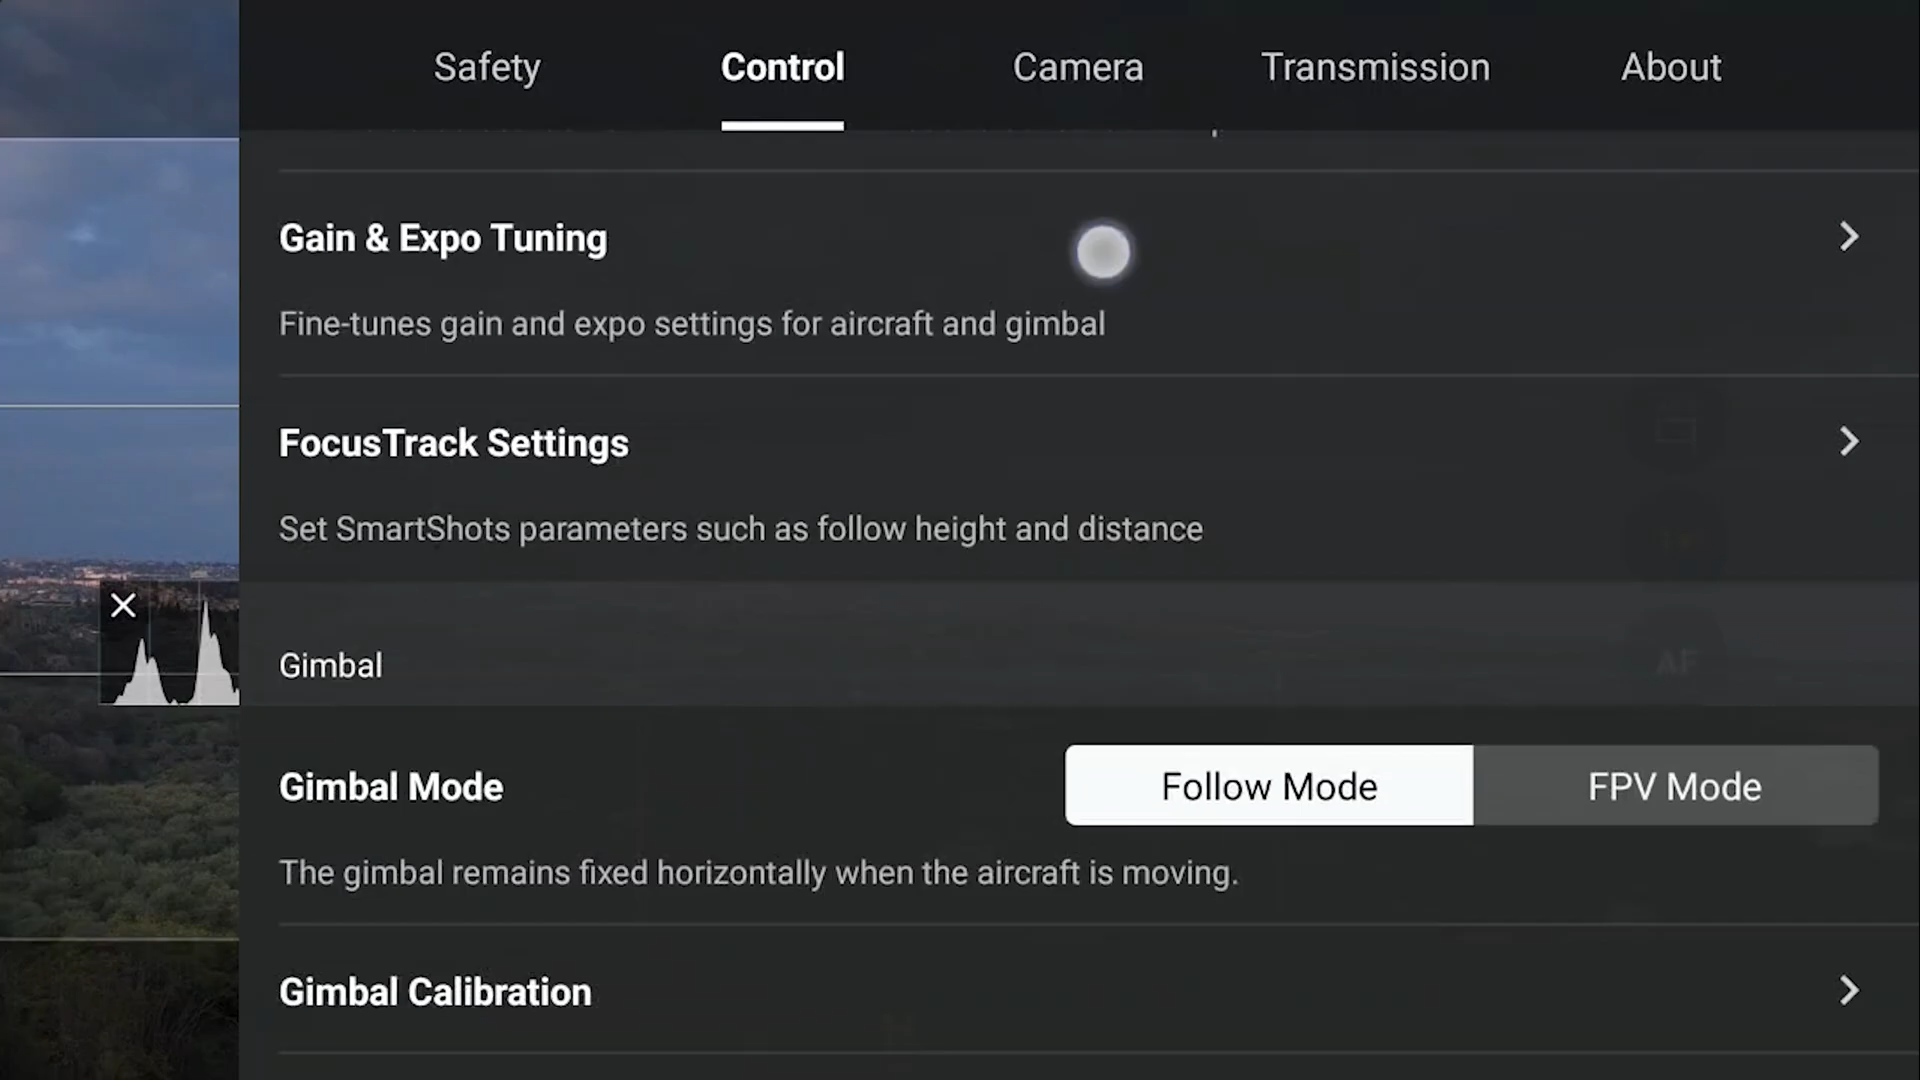 Safety Control Camera Transmission About
Gain & Expo Tuning
Fine-tunes gain and expo settings for aircraft and gimbal
FocusTrack Settings
Set SmartShots parameters such as follow height and distance
Gimbal
AF
Gimbal Mode Follow Mode FPV Mode
The gimbal remains fixed horizontally when the aircraft is moving.
Gimbal Calibration